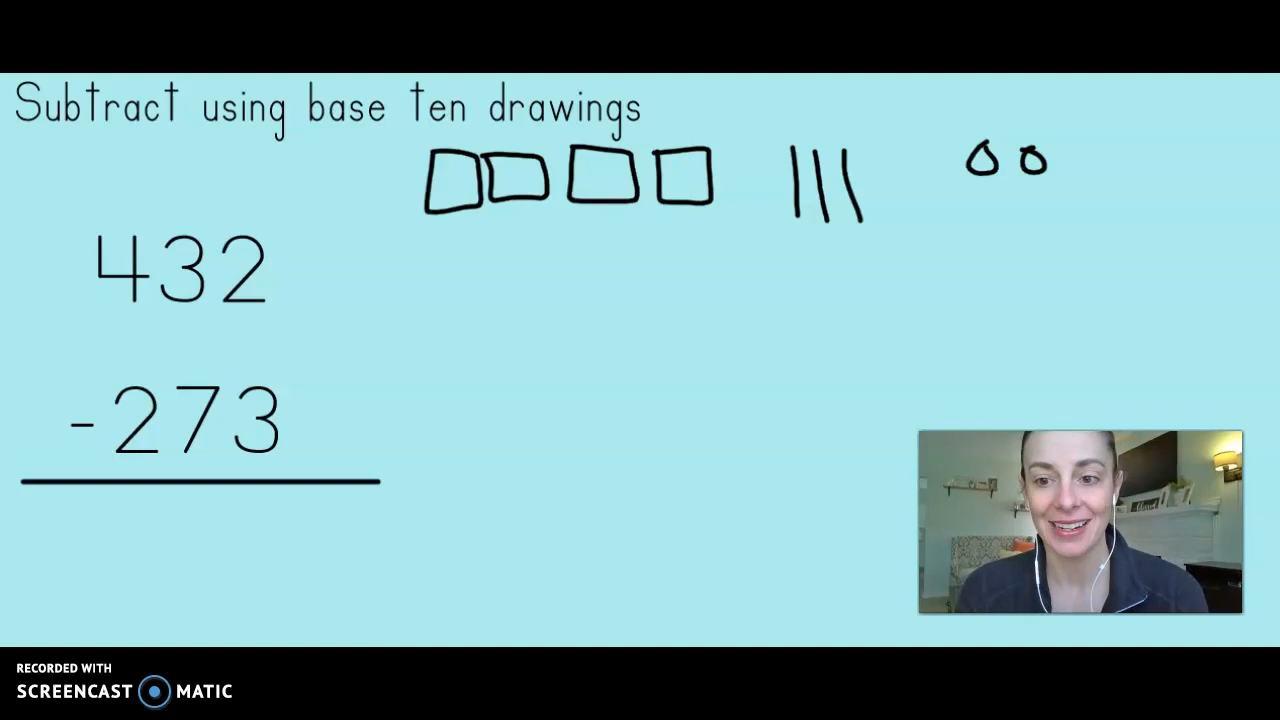 Subtract using base ten drawings
432
-273
RECORDED WITH
SCREENCAST MATIC